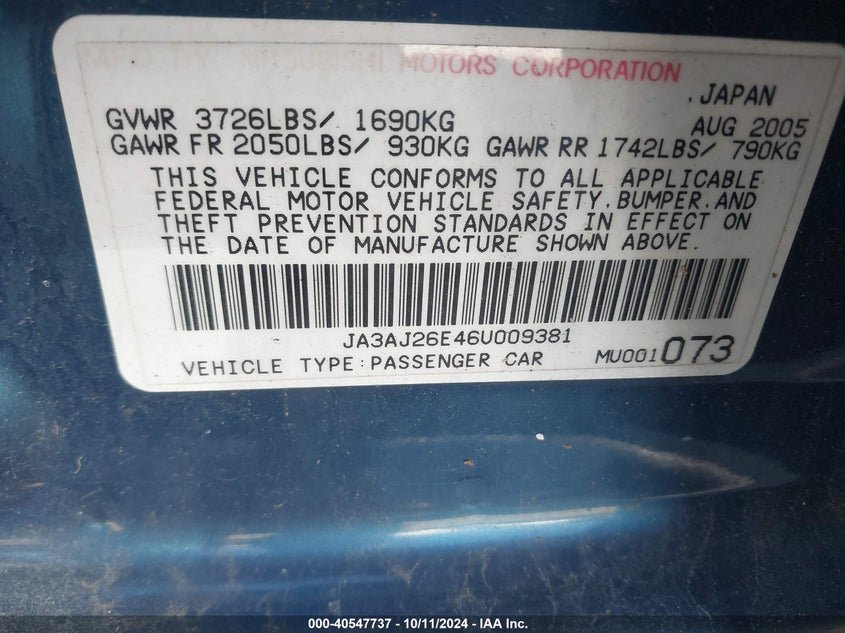 MFD BY MITSUBISHI MOTORS CORPORATION
.JAPAN
GVWR 3726LBS/ 1690KG AUG 2005
GAWR FR 2050LBS/ 930KG GAWR RR 1742LBS/ 790KG
THIS VEHICLE CONFORMS TO ALL APPLICABLE
FEDERAL MOTOR VEHICLE SAFETY.BUMPER.AND
THEFT PREVENTION STANDARDS IN EFFECT ON
THE DATE OF MANUFACTURE SHOWN ABOVE.
JA3AJ26E46U009381
VEHICLE TYPE:PASSENGER CAR MU001073
000-40547737 - 10/11/2024 - IAA Inc.